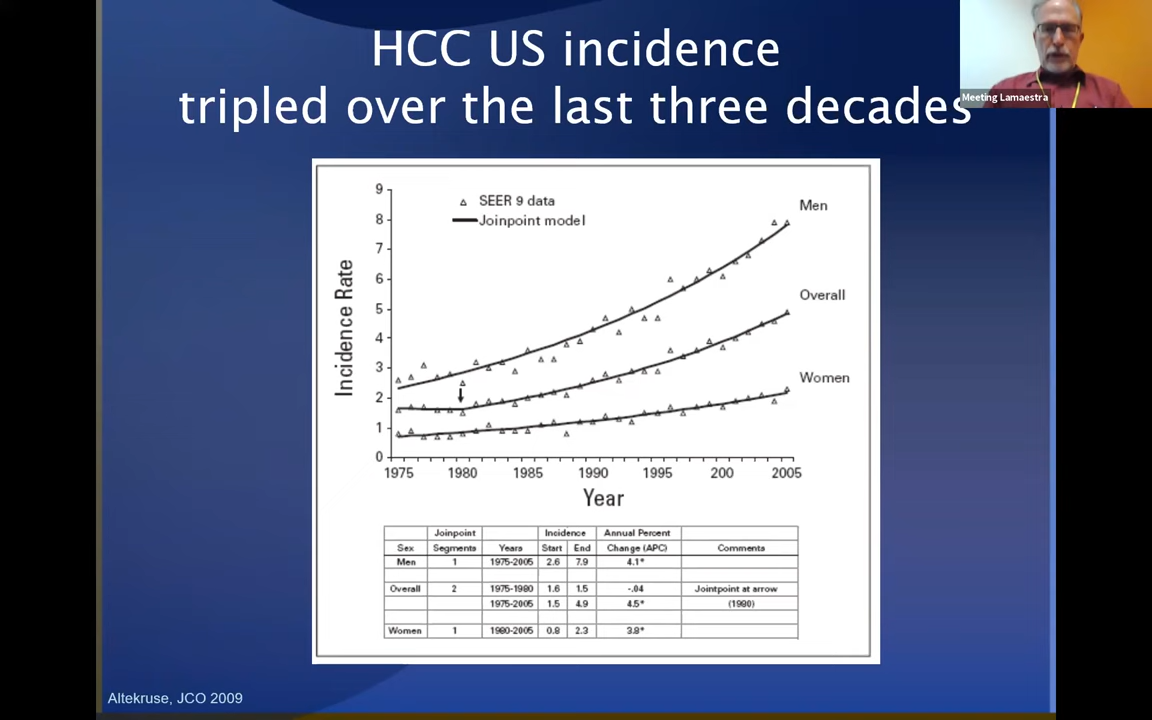 HCC US incidence
tripled over the last three decades
Meeting Lamaestra
SEER 9 data
Joinpoint model
Men
Overall
Women
Incidence Rate
9
8
7
6
5
4
3
2
1
0
1975 1980 1985 1990 1995 200 2005
Year
Joinpoint Incidence Annual Percent
Sex Segments Years Start End Change (APC) Comments
Men 1 1975-2005 2.6 7.9 4.1*
Overall 2 1975-1980 1.6 1.5 -.04 Jointpoint at arrow
1975-2005 1.5 4.9 4.5* (1980)
Women 1 1980-2005 0.8 2.3 3.8*
Altekruse, JCO 2009